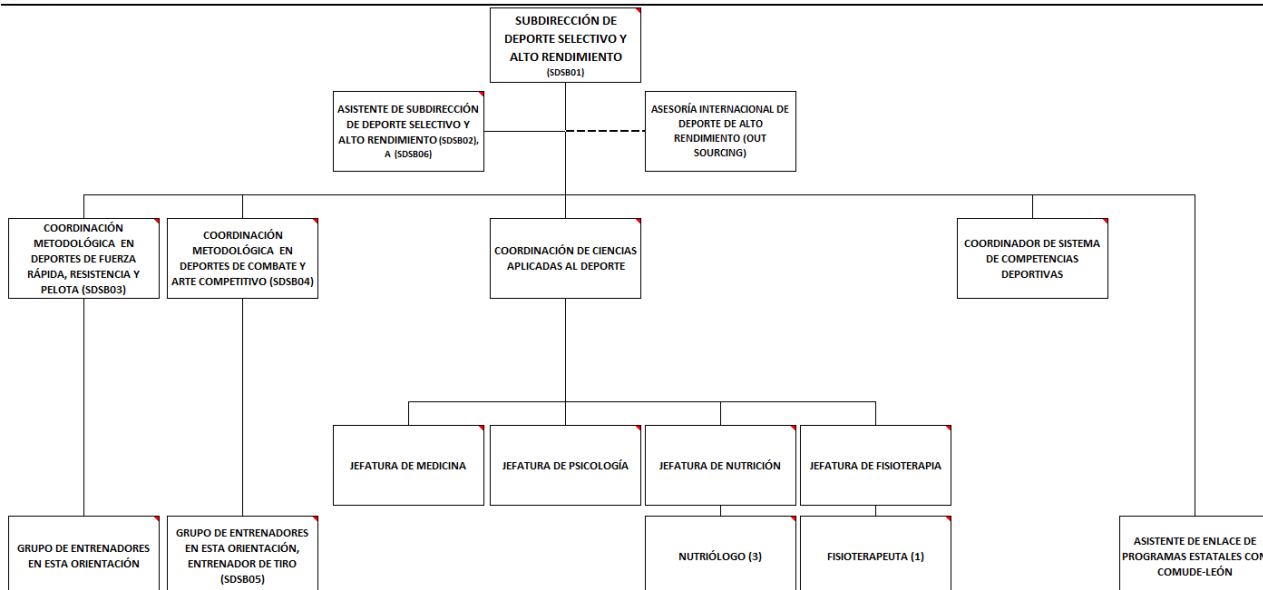 SUBDIRECCIÓN DE
DEPORTE SELECTIVO Y
ALTO RENDIMIENTO
(SDSB01)
ASISTENTE DE SUBDIRECCIÓN
DE DEPORTE SELECTIVO Y
ALTO RENDIMIENTO (SDSB02),
A (SDSB06)
ASESORÍA INTERNACIONAL DE
DEPORTE DE ALTO
RENDIMIENTO (OUT
SOURCING)
COORDINACIÓN
METODOLÓGICA EN
DEPORTES DE FUERZA
RÁPIDA, RESISTENCIA Y
PELOTA (SDSB03)
COORDINACIÓN
METODOLÓGICA EN
DEPORTES DE COMBATE Y
ARTE COMPETITIVO (SDSB04)
COORDINACIÓN DE CIENCIAS
APLICADAS AL DEPORTE
COORDINADOR DE SISTEMA
DE COMPETENCIAS
DEPORTIVAS
JEFATURA DE MEDICINA
JEFATURA DE PSICOLOGÍA
JEFATURA DE NUTRICIÓN
JEFATURA DE FISIOTERAPIA
GRUPO DE ENTRENADORES
EN ESTA ORIENTACIÓN
GRUPO DE ENTRENADORES
EN ESTA ORIENTACIÓN,
ENTRENADOR DE TIRO
(SDSB05)
NUTRIÓLOGO (3)
FISIOTERAPEUTA (1)
ASISTENTE DE ENLACE DE
PROGRAMAS ESTATALES CON
COMUDE-LEÓN